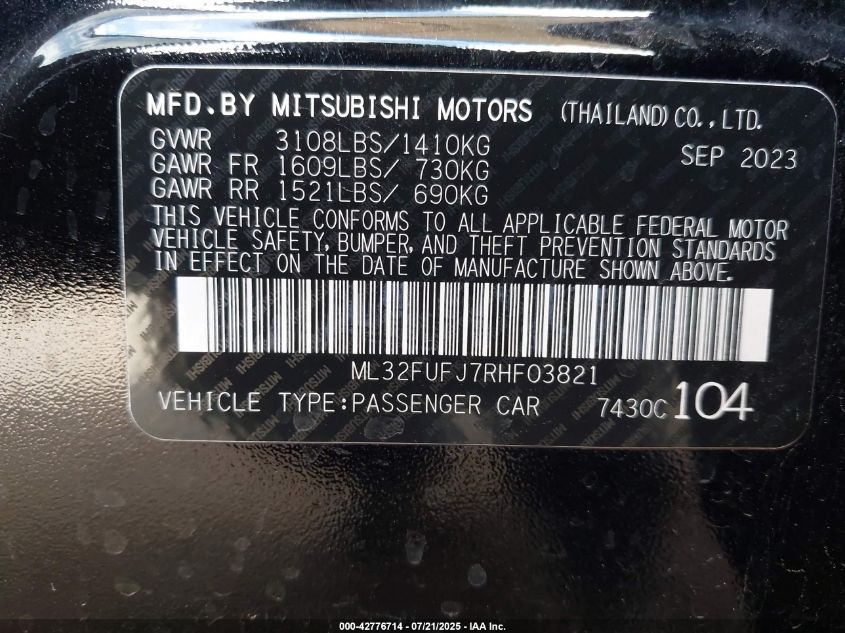 MFD.BY MITSUBISHI MOTORS (THAILAND)CO.,LTD.
GVWR 3108LBS/1410KG SEP 2023
GAWR FR 1609LBS/ 730KG
GAWR RR 1521LBS/ 690KG
THIS VEHICLE CONFORMS TO ALL APPLICABLE FEDERAL MOTOR
VEHICLE SAFETY, BUMPER, AND THEFT PREVENTION STANDARDS
IN EFFECT ON THE DATE OF MANUFACTURE SHOWN ABOVE.
ML32FUFJ7RHF03821
VEHICLE TYPE:PASSENGER CAR 7430C 104
000-42776714 - 07/21/2025 - IAA Inc.